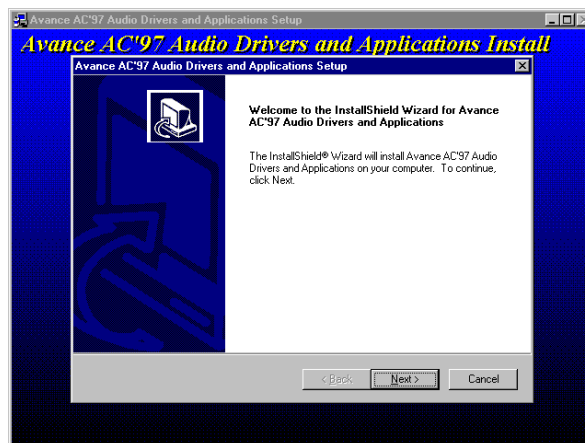 Avance AC'97 Audio Drivers and Applications Setup
Avance AC'97 Audio Drivers and Applications Install
Avance AC'97 Audio Drivers and Applications Setup
Welcome to the InstallShield Wizard for Avance
AC'97 Audio Drivers and Applications
The InstallShield® Wizard will install Avance AC'97 Audio
Drivers and Applications on your computer. To continue,
click Next.
< Back
Next >
Cancel